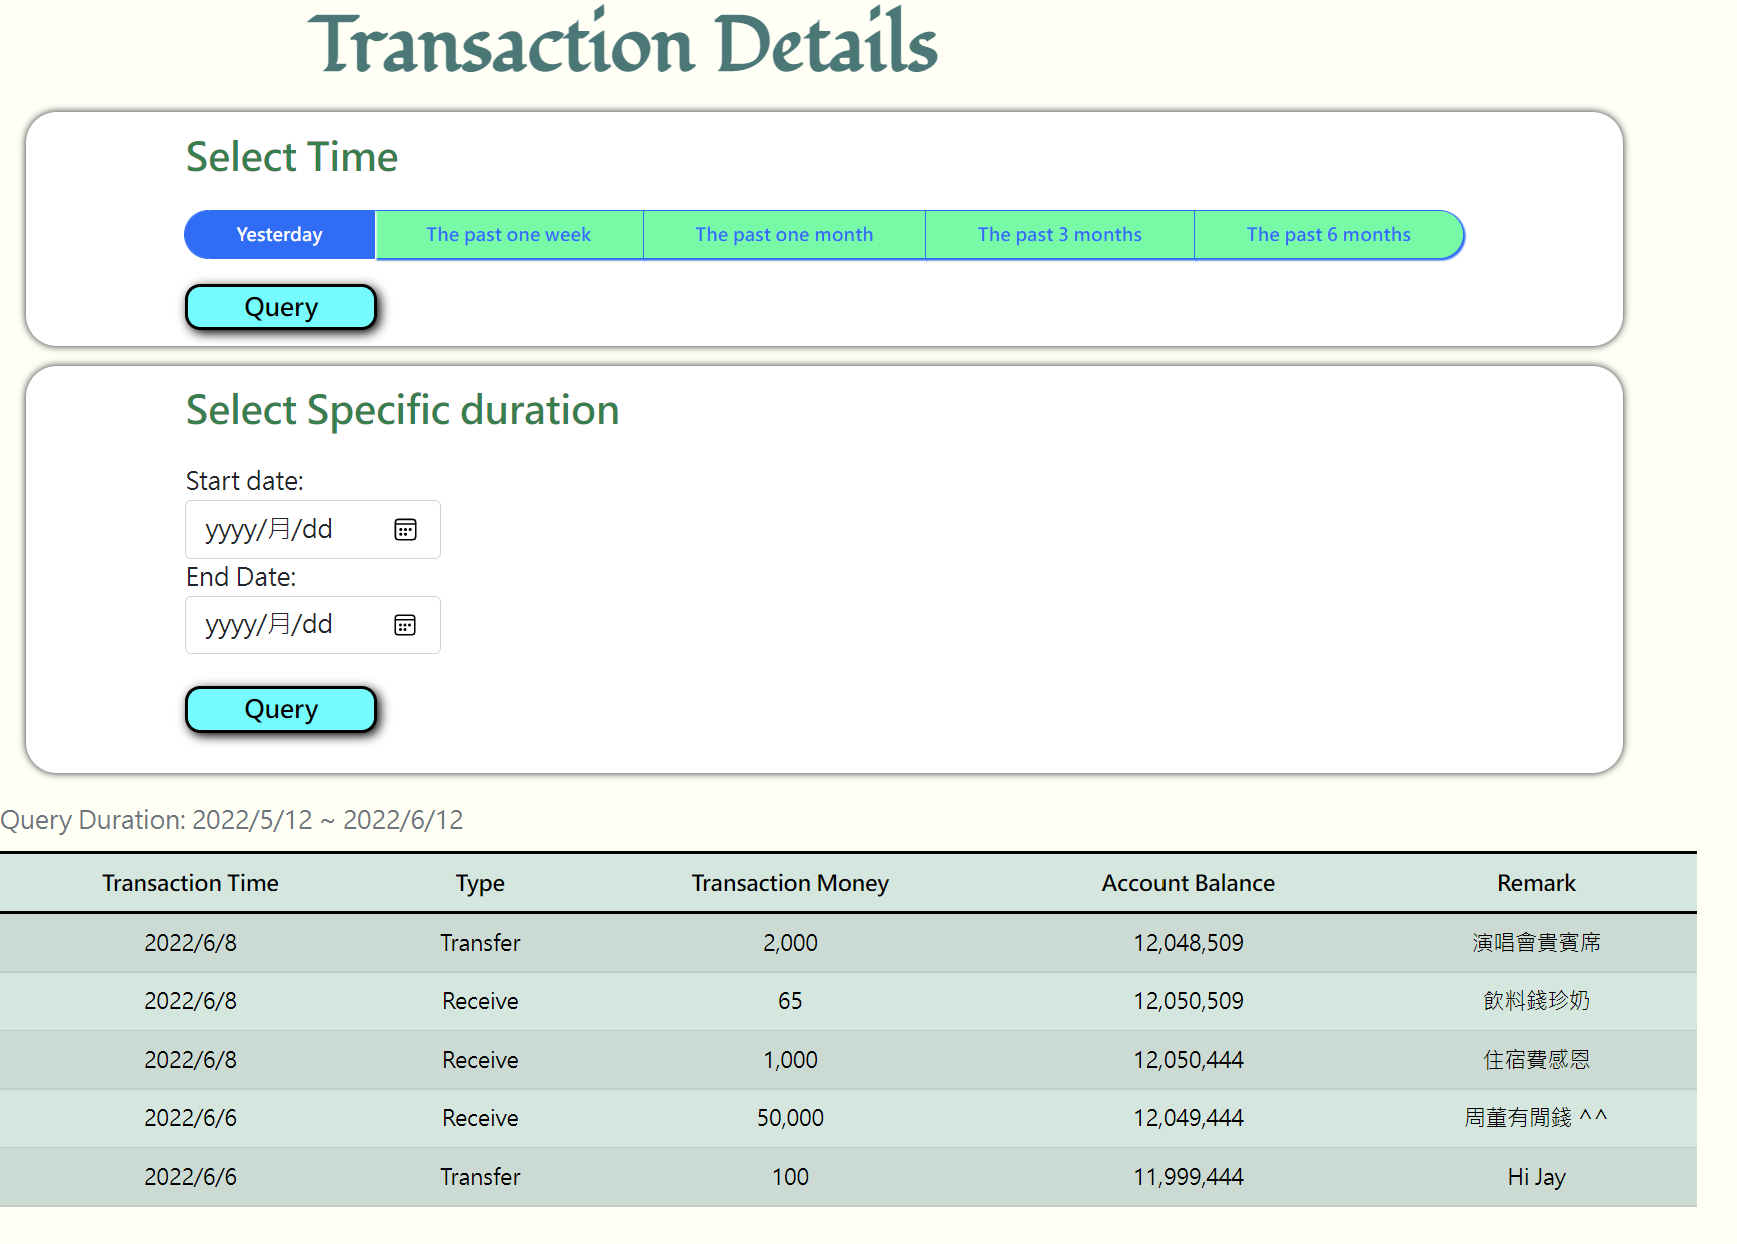 Transaction Details
Select Time
Yesterday The past one week The past one month The past 3 months The past 6 months
Query
Select Specific duration
Start date:
yyyy/月/dd
End Date:
yyyy/月/dd
Query
Query Duration: 2022/5/12 ~ 2022/6/12
Transaction Time Type Transaction Money Account Balance Remark
2022/6/8 Transfer 2,000 12,048,509 演唱會貴賓席
2022/6/8 Receive 65 12,050,509 飲料錢珍奶
2022/6/8 Receive 1,000 12,050,444 住宿費感恩
2022/6/6 Receive 50,000 12,049,444 周董有閒錢 ^^
2022/6/6 Transfer 100 11,999,444 Hi Jay